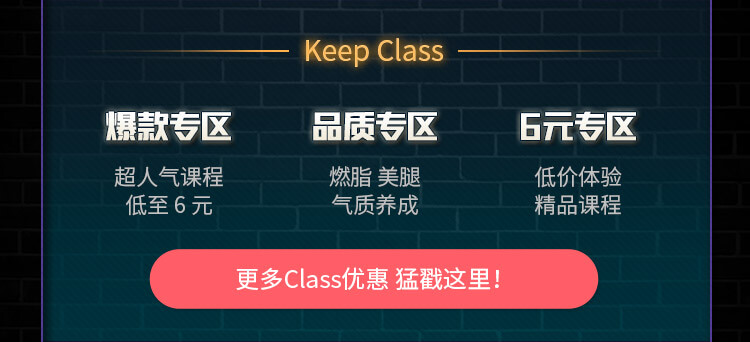 Keep Class
爆款专区
超人气课程
低至 6 元
品质专区
燃脂 美腿
气质养成
6元专区
低价体验
精品课程
更多Class优惠 猛戳这里!